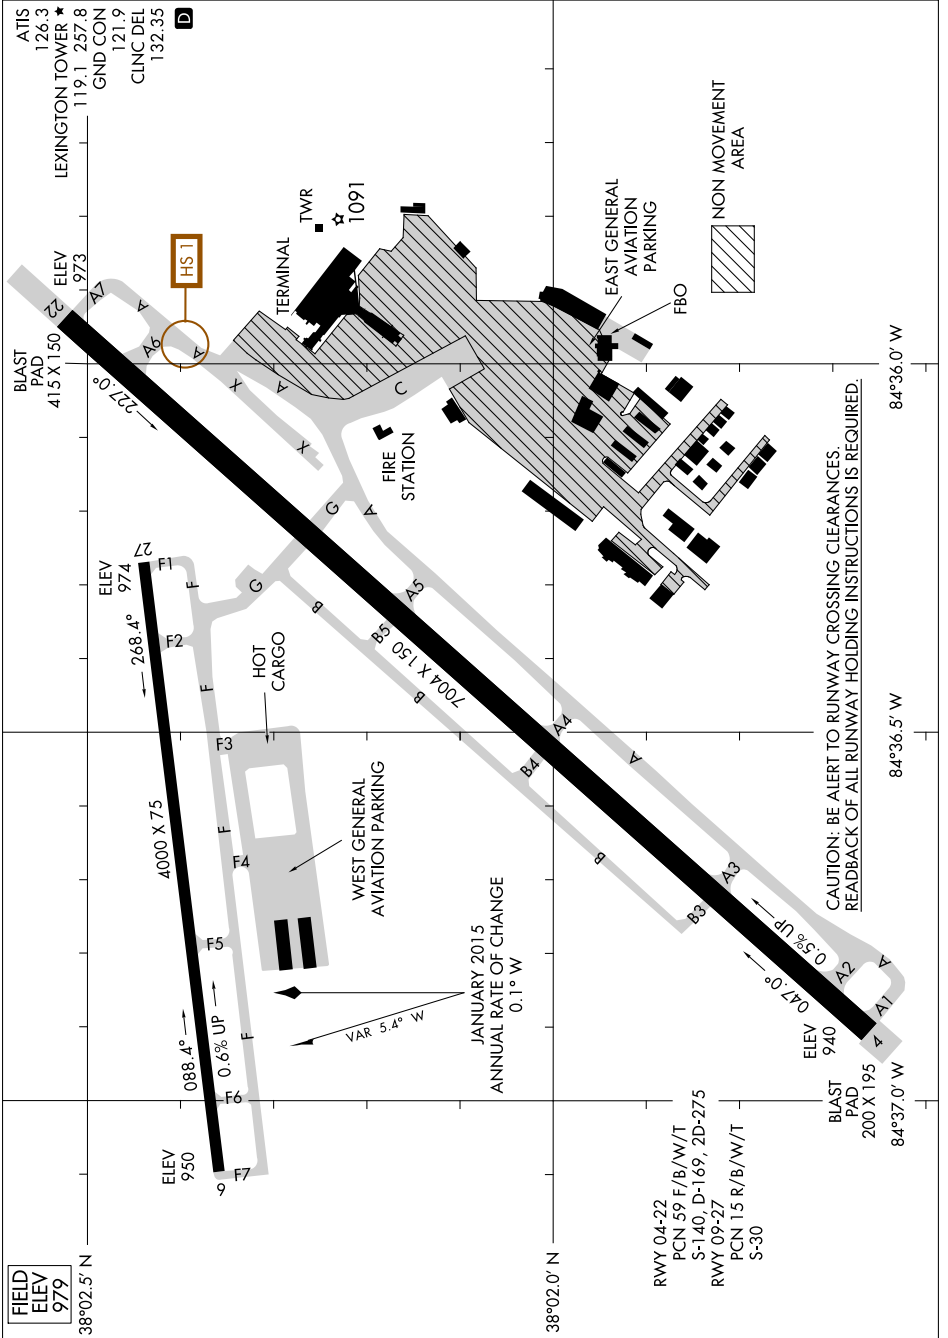 ATIS
126.3
LEXINGTON TOWER ★
119.1 257.8
GND CON
121.9
CLNC DEL
132.35
D
FIELD
ELEV
979
38°02.5' N
38°02.0' N
84°36.0' W
84°36.5' W
84°37.0' W
BLAST
PAD
415 X 150
ELEV
973
22
227.0°
A7
A
A6
HS 1
A
X
A
X
TERMINAL
TWR
1091
C
FIRE
STATION
G
A
G
EAST GENERAL
AVIATION
PARKING
FBO
NON MOVEMENT
AREA
ELEV
974
27
F1
F
F2
268.4°
F
HOT
CARGO
F3
4000 X 75
F
F4
WEST GENERAL
AVIATION PARKING
F5
F
088.4°
0.6% UP
F6
F7
ELEV
950
9
B
B5
A5
7004 X 150
B
B4
A4
A
B
B3
A3
0.5% UP
047.0°
A2
A
A1
4
ELEV
940
BLAST
PAD
200 X 195
VAR 5.4° W
JANUARY 2015
ANNUAL RATE OF CHANGE
0.1° W
RWY 04-22
PCN 59 F/B/W/T
S-140, D-169, 2D-275
RWY 09-27
PCN 15 R/B/W/T
S-30
CAUTION: BE ALERT TO RUNWAY CROSSING CLEARANCES.
READBACK OF ALL RUNWAY HOLDING INSTRUCTIONS IS REQUIRED.